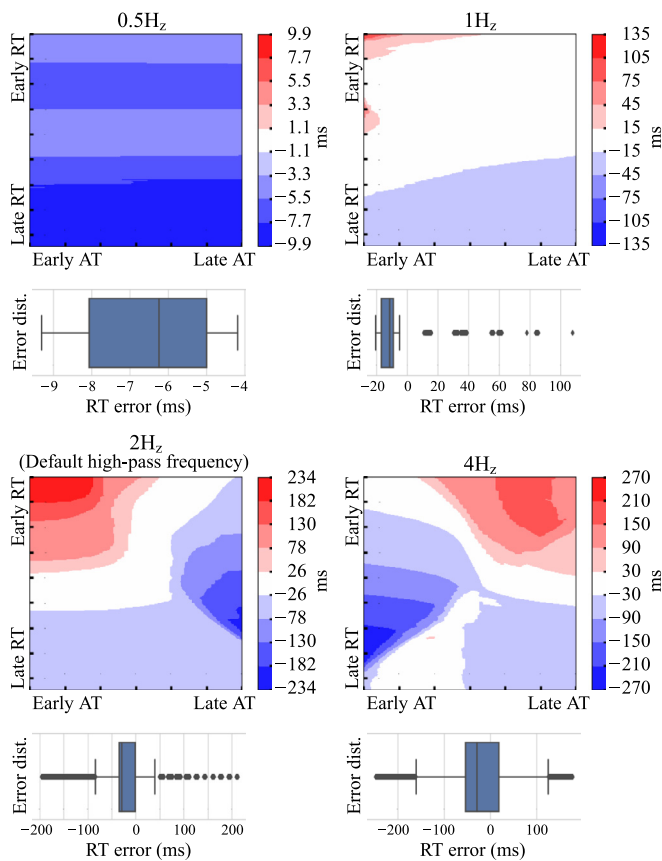 0.5Hz
Early RT
Late RT
Early AT Late AT
9.9
7.7
5.5
3.3
1.1
−1.1
−3.3
−5.5
−7.7
−9.9
ms
Error dist.
−9 −8 −7 −6 −5 −4
RT error (ms)
1Hz
Early RT
Late RT
Early AT Late AT
135
105
75
45
15
−15
−45
−75
−105
−135
ms
Error dist.
−20 0 20 40 60 80 100
RT error (ms)
2Hz
(Default high-pass frequency)
Early RT
Late RT
Early AT Late AT
234
182
130
78
26
−26
−78
−130
−182
−234
ms
Error dist.
−200 −100 0 100 200
RT error (ms)
4Hz
Early RT
Late RT
Early AT Late AT
270
210
150
90
30
−30
−90
−150
−210
−270
ms
Error dist.
−200 −100 0 100
RT error (ms)